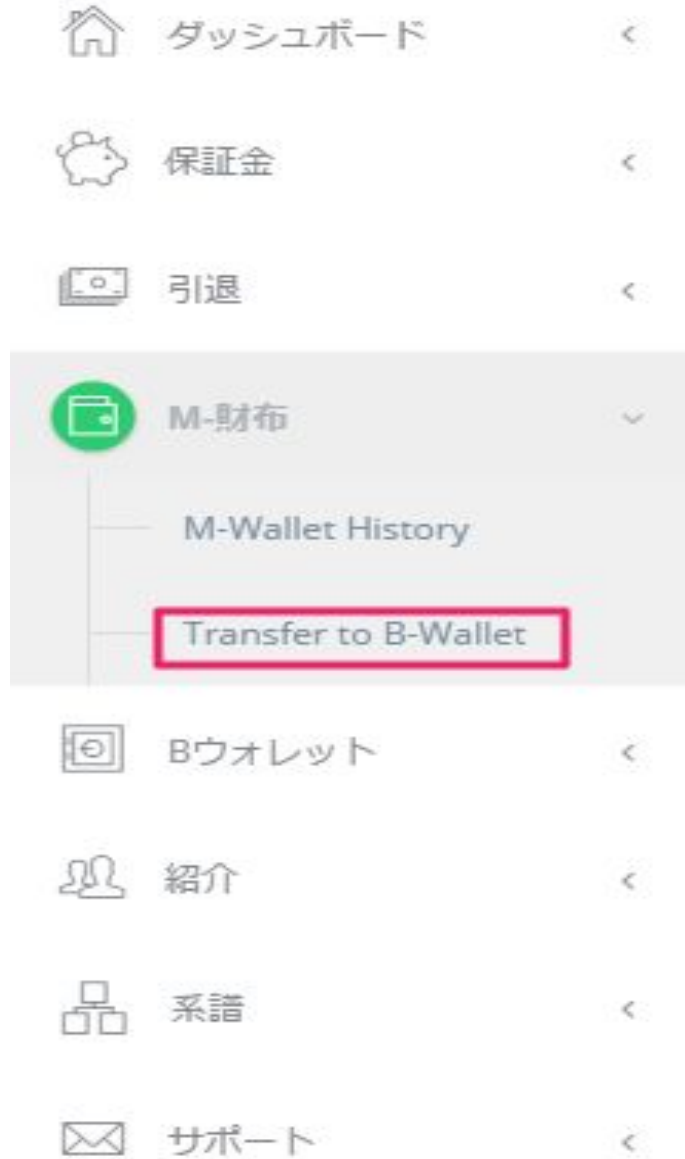 ダッシュボード
保証金
引退
M-財布
M-Wallet History
Transfer to B-Wallet
Bウォレット
紹介
系譜
サポート